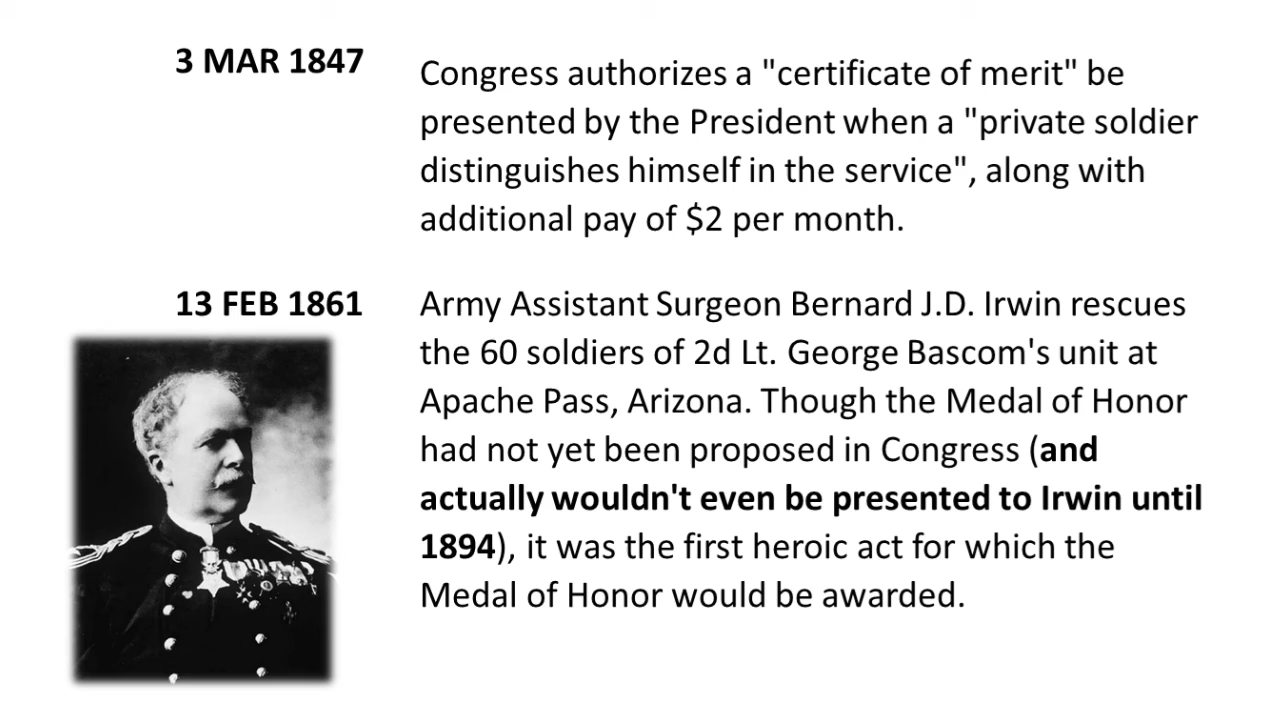 3 MAR 1847
Congress authorizes a "certificate of merit" be
presented by the President when a "private soldier
distinguishes himself in the service", along with
additional pay of $2 per month.
13 FEB 1861
Army Assistant Surgeon Bernard J.D. Irwin rescues
the 60 soldiers of 2d Lt. George Bascom's unit at
Apache Pass, Arizona. Though the Medal of Honor
had not yet been proposed in Congress (and
actually wouldn't even be presented to Irwin until
1894), it was the first heroic act for which the
Medal of Honor would be awarded.